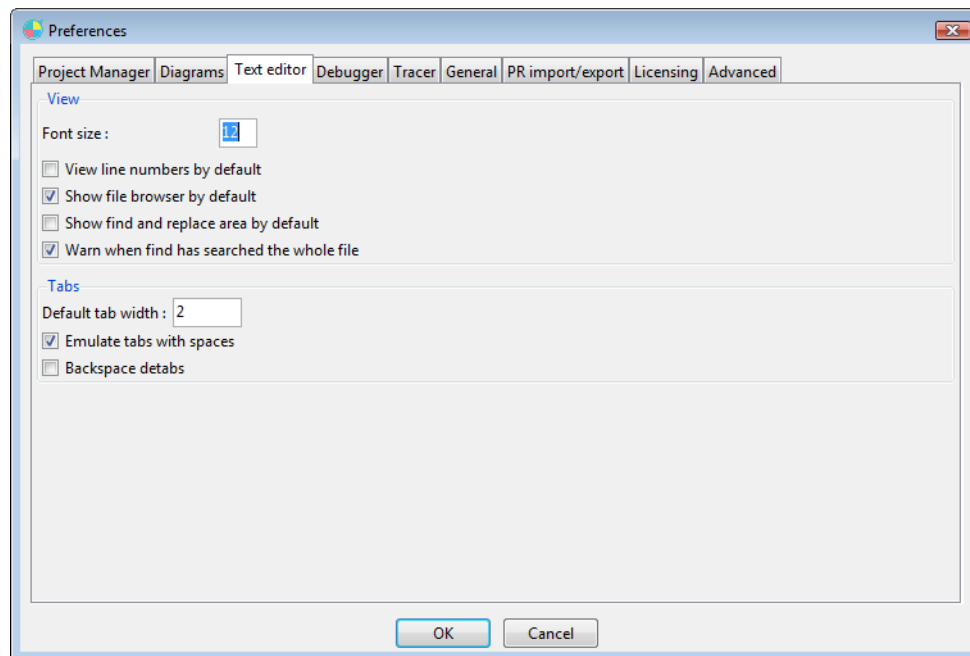 Preferences
Project Manager Diagrams Text editor Debugger Tracer General PR import/export Licensing Advanced
View
Font size : 12
View line numbers by default
Show file browser by default
Show find and replace area by default
Warn when find has searched the whole file
Tabs
Default tab width : 2
Emulate tabs with spaces
Backspace detabs
OK Cancel